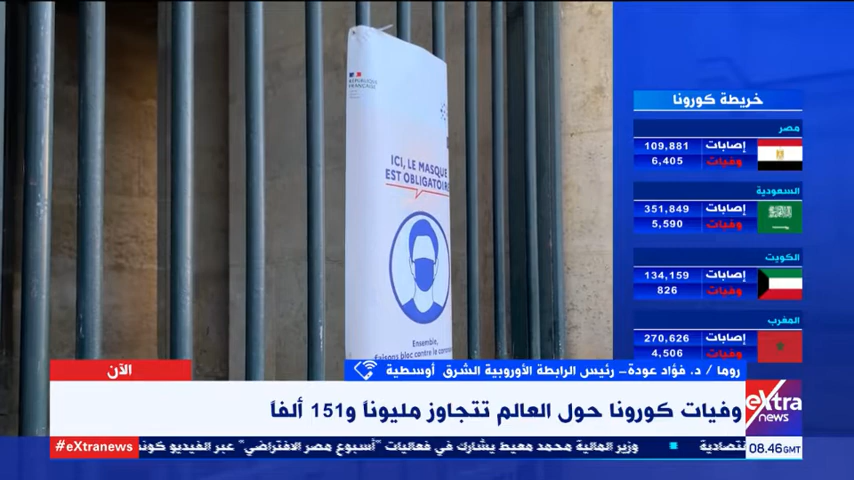 RÉPUBLIQUE
FRANÇAISE
ICI, LE MASQUE
EST OBLIGATOIRE
Ensemble,
faisons bloc contre le
خريطة كورونا
مصر
إصابات 109,881
وفيات 6,405
السعودية
إصابات 351,849
وفيات 5,590
الكويت
إصابات 134,159
وفيات 826
المغرب
إصابات 270,626
وفيات 4,506
روما / د. فؤاد عودة– رئيس الرابطة الأوروبية الشرق أوسطية
الآن
وفيات كورونا حول العالم تتجاوز مليوناً و151 ألفاً
eXtra
news
08.46 GMT
وزير المالية محمد معيط يشارك في فعاليات "أسبوع مصر الافتراضي" عبر الفيديو
#eXtranews